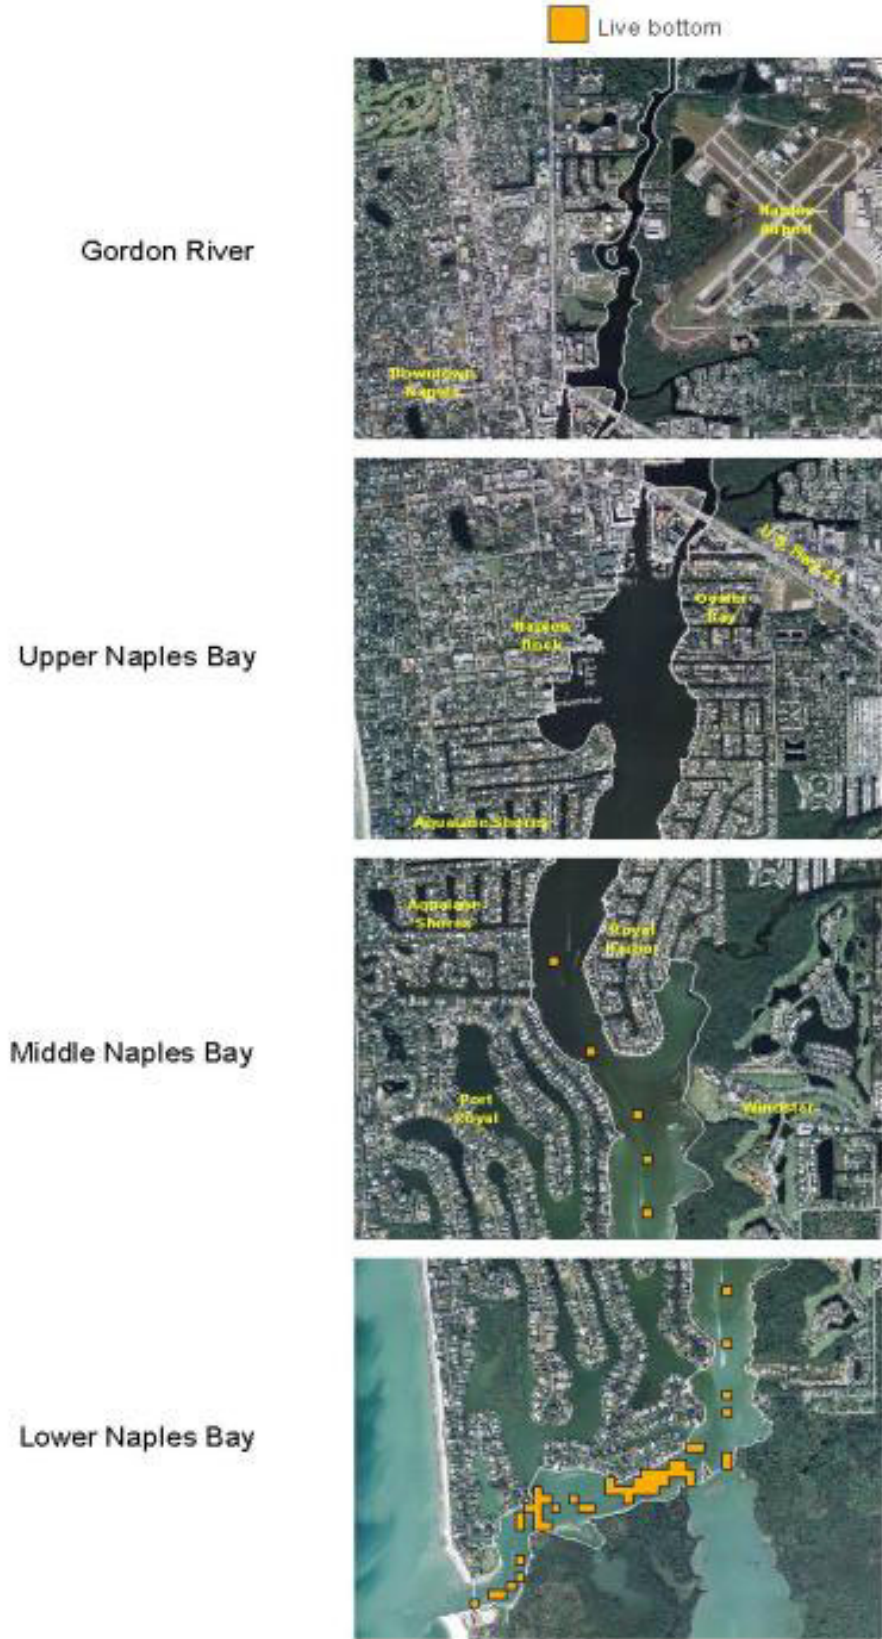 Live bottom
Gordon River
Naples
Airport
Downtown
Naples
Upper Naples Bay
U.S. Hwy 41
Oyster
Bay
Naples
Dock
Aqualane Shores
Middle Naples Bay
Aqualane
Shores
Royal
Harbor
Port
Royal
Windstar
Lower Naples Bay